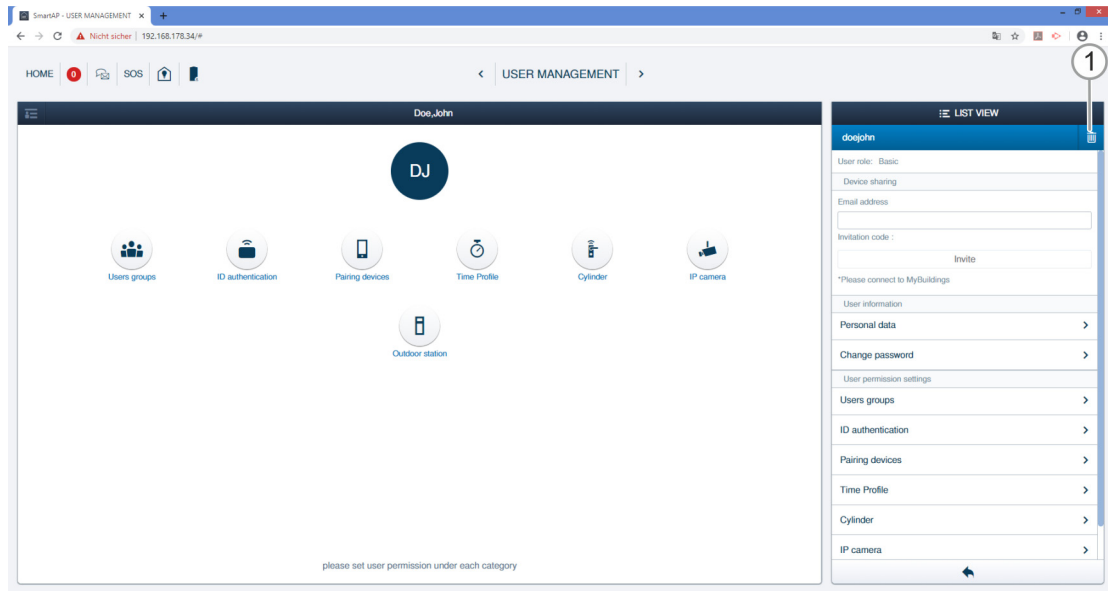 SmartAP - USER MANAGEMENT
Nicht sicher | 192.168.178.34/#
1
HOME 0 SOS
USER MANAGEMENT
Doe,John
DJ
Users groups
ID authentication
Pairing devices
Time Profile
Cylinder
IP camera
Outdoor station
please set user permission under each category
LIST VIEW
doejohn
User role: Basic
Device sharing
Email address
Invitation code :
Invite
*Please connect to MyBuildings
User information
Personal data
Change password
User permission settings
Users groups
ID authentication
Pairing devices
Time Profile
Cylinder
IP camera